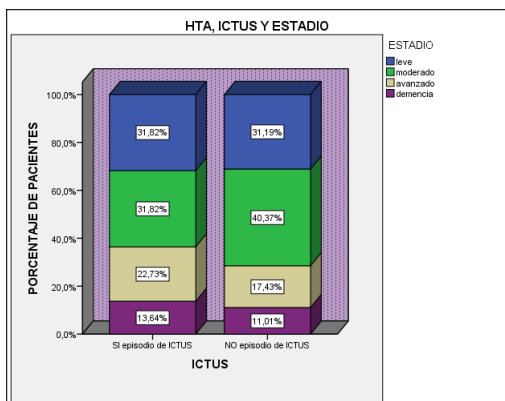 HTA, ICTUS Y ESTADIO
ESTADIO
leve
moderado
avanzado
demencia
PORCENTAJE DE PACIENTES
100,0%
80,0%
60,0%
40,0%
20,0%
0,0%
31,82%
31,19%
31,82%
40,37%
22,73%
17,43%
13,64%
11,01%
SI episodio de ICTUS
NO episodio de ICTUS
ICTUS